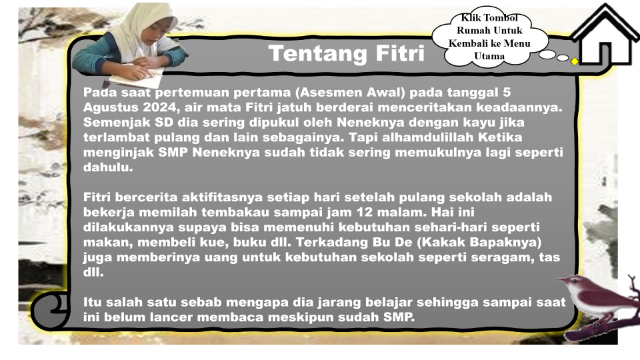 Klik Tombol
Rumah Untuk
Kembali ke Menu
Utama
Tentang Fitri
Pada saat pertemuan pertama (Asesmen Awal) pada tanggal 5
Agustus 2024, air mata Fitri jatuh berderai menceritakan keadaannya.
Semenjak SD dia sering dipukul oleh Neneknya dengan kayu jika
terlambat pulang dan lain sebagainya. Tapi alhamdulillah Ketika
menginjak SMP Neneknya sudah tidak sering memukulnya lagi seperti
dahulu.
Fitri bercerita aktifitasnya setiap hari setelah pulang sekolah adalah
bekerja memilah tembakau sampai jam 12 malam. Hai ini
dilakukannya supaya bisa memenuhi kebutuhan sehari-hari seperti
makan, membeli kue, buku dll. Terkadang Bu De (Kakak Bapaknya)
juga memberinya uang untuk kebutuhan sekolah seperti seragam, tas
dll.
Itu salah satu sebab mengapa dia jarang belajar sehingga sampai saat
ini belum lancer membaca meskipun sudah SMP.